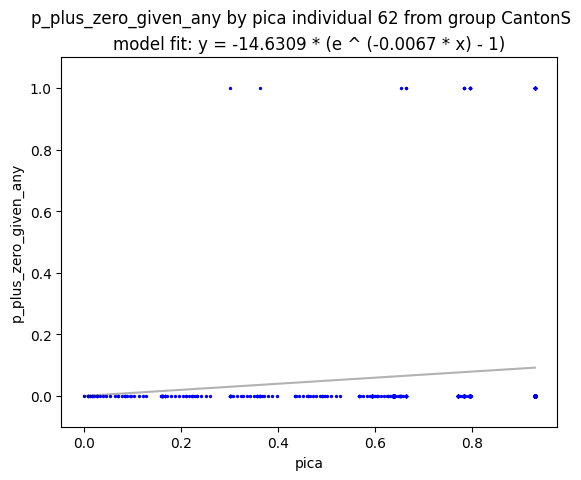 p_plus_zero_given_any by pica individual 62 from group CantonS
model fit: y = -14.6309 * (e ^ (-0.0067 * x) - 1)
1.0
0.8
0.6
0.4
0.2
0.0
p_plus_zero_given_any
0.0 0.2 0.4 0.6 0.8
pica